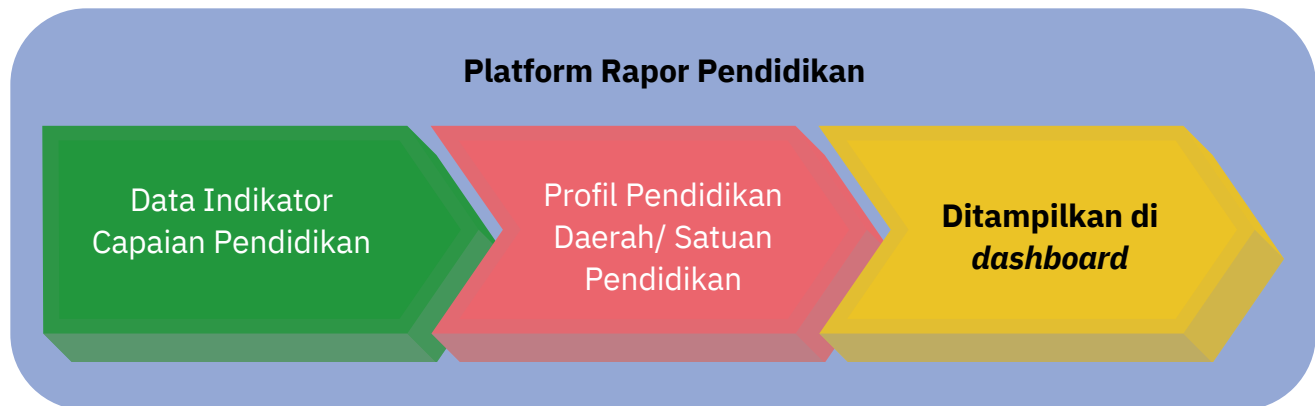 Platform Rapor Pendidikan
Data Indikator
Capaian Pendidikan
Profil Pendidikan
Daerah/ Satuan
Pendidikan
Ditampilkan di
dashboard